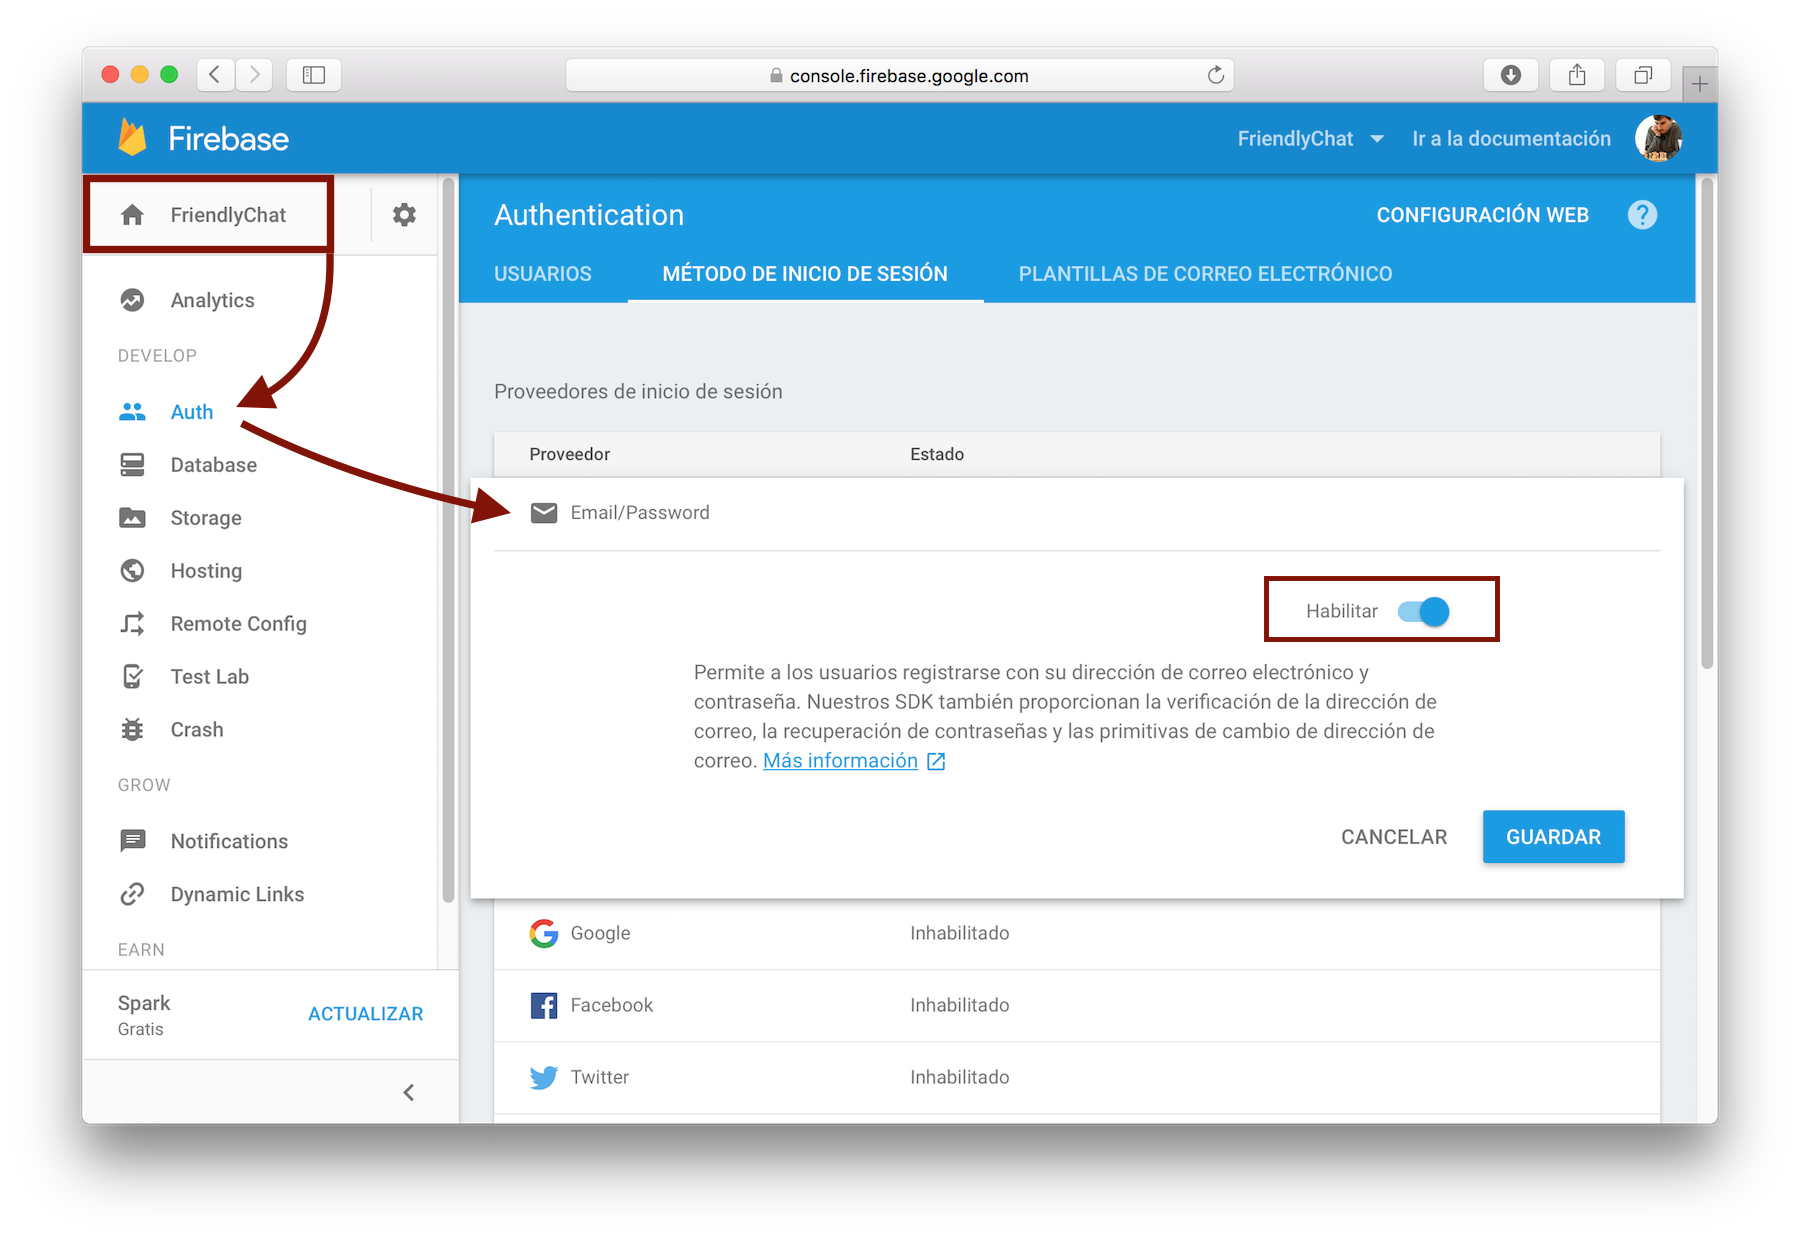 console.firebase.google.com
Firebase
FriendlyChat
Ir a la documentación
FriendlyChat
Analytics
DEVELOP
Auth
Database
Storage
Hosting
Remote Config
Test Lab
Crash
GROW
Notifications
Dynamic Links
EARN
Spark
Gratis
ACTUALIZAR
Authentication
CONFIGURACIÓN WEB
?
USUARIOS
MÉTODO DE INICIO DE SESIÓN
PLANTILLAS DE CORREO ELECTRÓNICO
Proveedores de inicio de sesión
Proveedor
Estado
Email/Password
Habilitar
Permite a los usuarios registrarse con su dirección de correo electrónico y
contraseña. Nuestros SDK también proporcionan la verificación de la dirección de
correo, la recuperación de contraseñas y las primitivas de cambio de dirección de
correo. Más información
CANCELAR
GUARDAR
Google
Inhabilitado
Facebook
Inhabilitado
Twitter
Inhabilitado